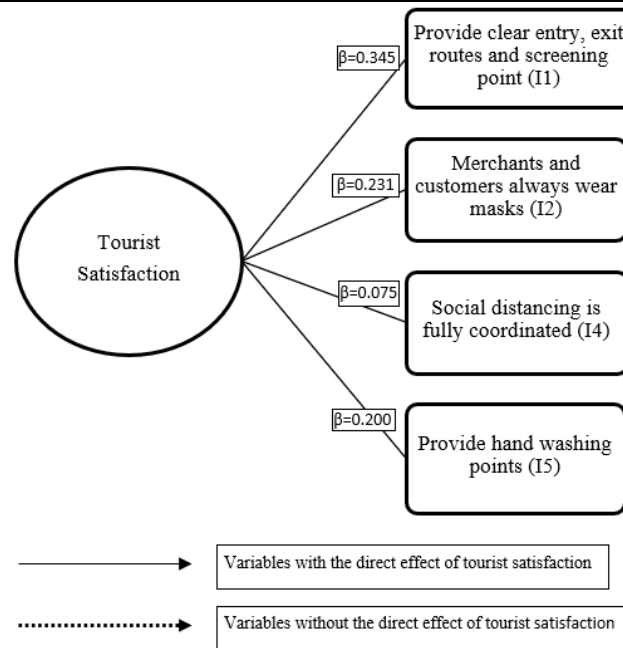 Provide clear entry, exit
routes and screening
point (I1)
β=0.345
Merchants and
customers always wear
masks (I2)
β=0.231
Tourist
Satisfaction
β=0.075
Social distancing is
fully coordinated (I4)
β=0.200
Provide hand washing
points (I5)
Variables with the direct effect of tourist satisfaction
Variables without the direct effect of tourist satisfaction